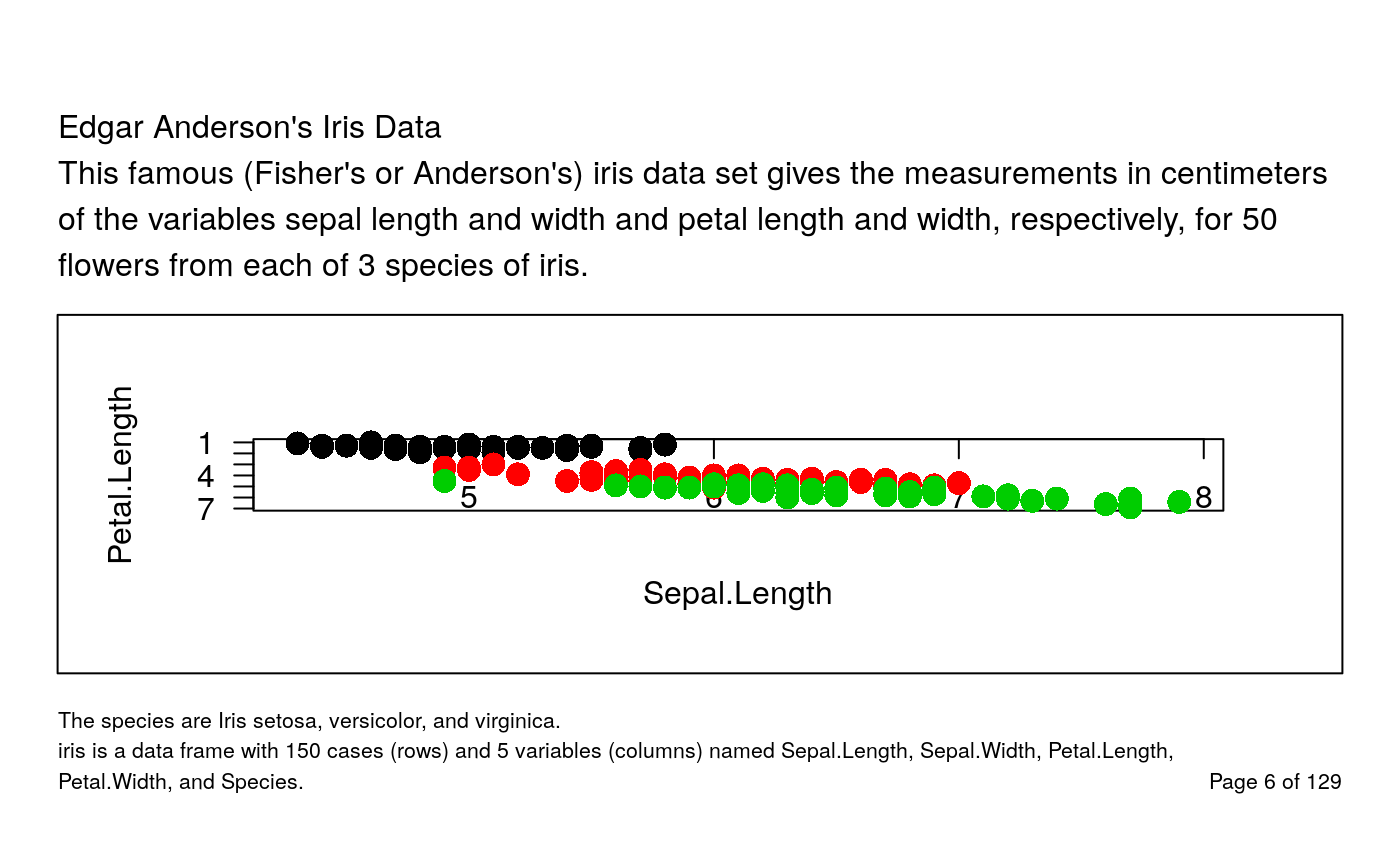 Edgar Anderson's Iris Data
This famous (Fisher's or Anderson's) iris data set gives the measurements in centimeters
of the variables sepal length and width and petal length and width, respectively, for 50
flowers from each of 3 species of iris.
Petal.Length
1
4
7
5
6
7
8
Sepal.Length
The species are Iris setosa, versicolor, and virginica.
iris is a data frame with 150 cases (rows) and 5 variables (columns) named Sepal.Length, Sepal.Width, Petal.Length,
Petal.Width, and Species.
Page 6 of 129